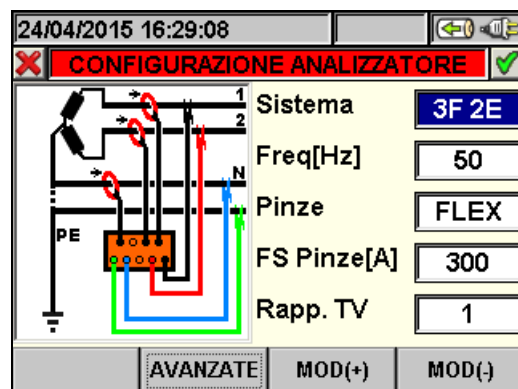 24/04/2015 16:29:08
CONFIGURAZIONE ANALIZZATORE
1
2
N
PE
Sistema 3F 2E
Freq[Hz] 50
Pinze FLEX
FS Pinze[A] 300
Rapp. TV 1
AVANZATE MOD(+) MOD(-)